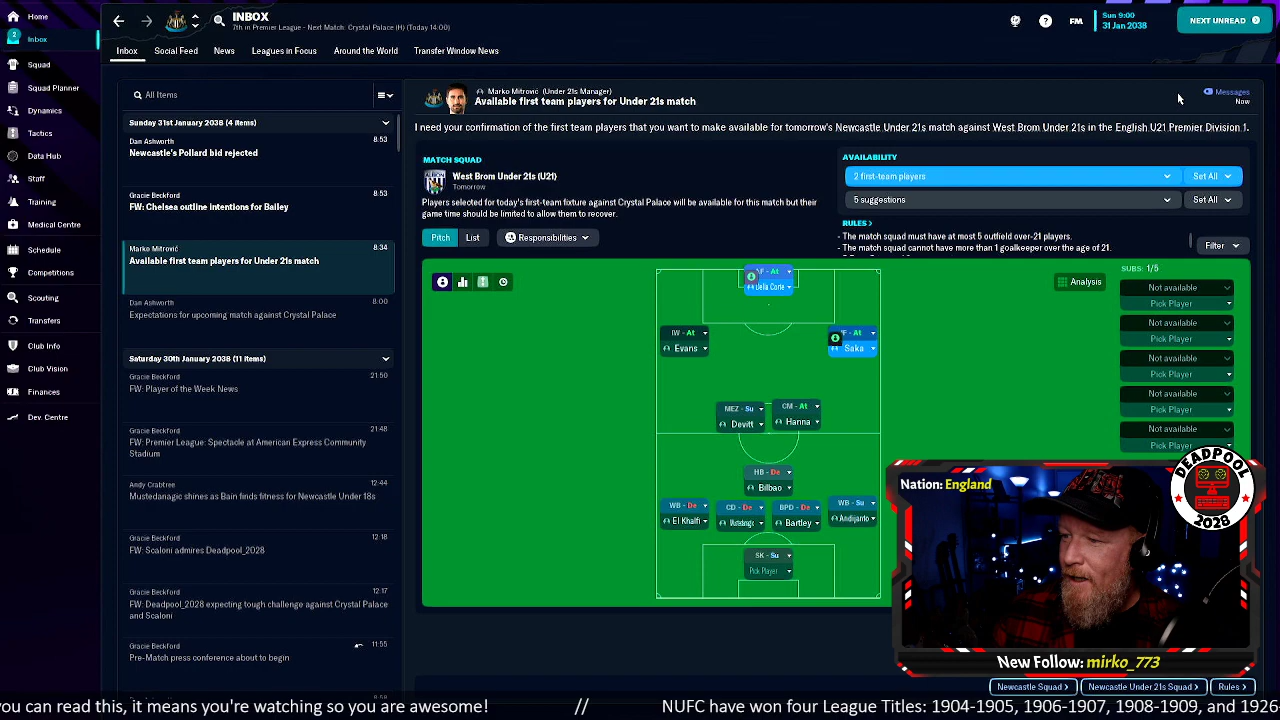 Home
2
Inbox
Squad
Squad Planner
Dynamics
Tactics
Data Hub
Staff
Training
Medical Centre
Schedule
Competitions
Scouting
Transfers
Club Info
Club Vision
Finances
Dev. Centre
INBOX
7th in Premier League - Next Match: Crystal Palace (H) (Today 14:00)
FM
Sun 9:00
31 Jan 2038
NEXT UNREAD
Inbox
Social Feed
News
Leagues in Focus
Around the World
Transfer Window News
All Items
Sunday 31st January 2038 (4 Items)
Dan Ashworth
8:53
Newcastle's Pollard bid rejected
Gracie Beckford
8:53
FW: Chelsea outline intentions for Bailey
Marko Mitrović
8:34
Available first team players for Under 21s match
Dan Ashworth
8:00
Expectations for upcoming match against Crystal Palace
Saturday 30th January 2038 (11 Items)
Gracie Beckford
21:50
FW: Player of the Week News
Gracie Beckford
21:48
FW: Premier League: Spectacle at American Express Community
Stadium
Andy Crabtree
12:44
Mustedanagic shines as Bain finds fitness for Newcastle Under 18s
Gracie Beckford
12:18
FW: Scaloni admires Deadpool_2028
Gracie Beckford
12:17
FW: Deadpool_2028 expecting tough challenge against Crystal Palace
and Scaloni
Gracie Beckford
11:55
Pre-Match press conference about to begin
8:58
Marko Mitrović (Under 21s Manager)
Available first team players for Under 21s match
Messages
Now
I need your confirmation of the first team players that you want to make available for tomorrow's Newcastle Under 21s match against West Brom Under 21s in the English U21 Premier Division 1.
MATCH SQUAD
West Brom Under 21s (U21)
Tomorrow
Players selected for today's first-team fixture against Crystal Palace will be available for this match but their
game time should be limited to allow them to recover.
AVAILABILITY
2 first-team players
Set All
5 suggestions
Set All
RULES >
- The match squad must have at most 5 outfield over-21 players.
- The match squad cannot have more than 1 goalkeeper over the age of 21.
Pitch
List
Responsibilities
Filter
Analysis
SUBS: 1/5
Not available
Pick Player
Not available
Pick Player
Not available
Pick Player
Not available
Pick Player
Not available
Pick Player
AF - At
IW - At
Evans
IF - At
Saka
MEZ - Su
Devitt
CM - At
Hanna
HB - De
Bilbao
WB - De
El Khalfi
CD - De
BPD - De
Bartley
WB - Su
Andijanto
SK - Su
Pick Player
Nation: England
DEADPOOL
2028
New Follow: mirko_773
Newcastle Squad >
Newcastle Under 21s Squad >
Rules >
you can read this, it means you're watching so you are awesome!
//
NUFC have won four League Titles: 1904-1905, 1906-1907, 1908-1909, and 1926